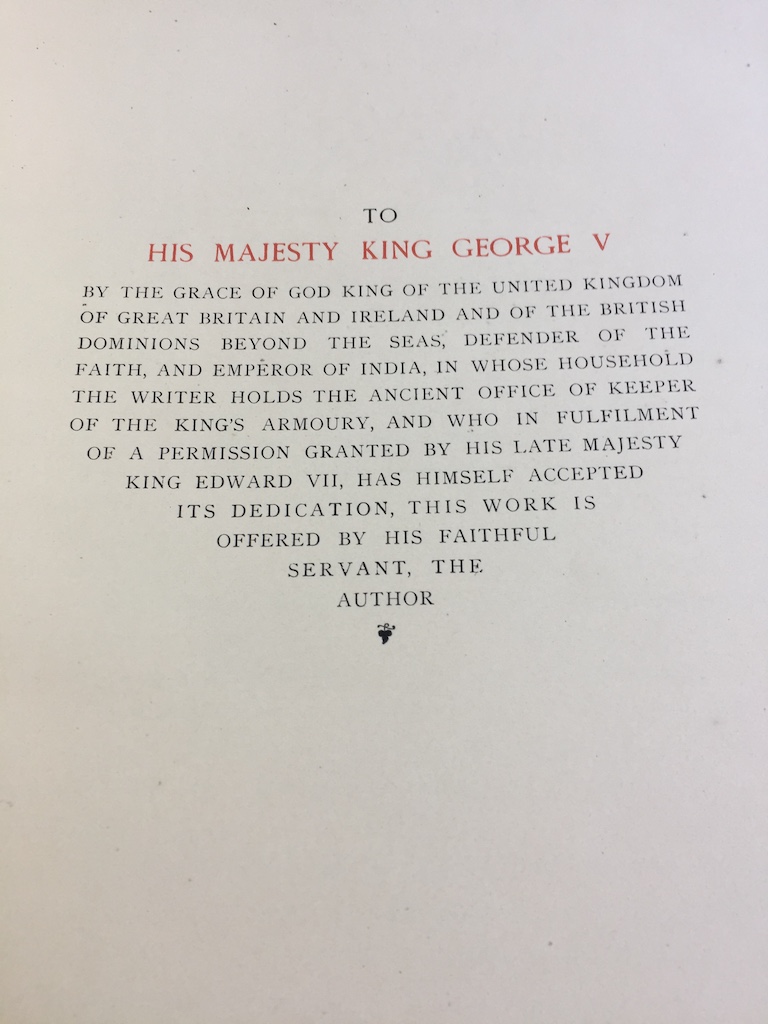 TO
HIS MAJESTY KING GEORGE V
BY THE GRACE OF GOD KING OF THE UNITED KINGDOM
OF GREAT BRITAIN AND IRELAND AND OF THE BRITISH
DOMINIONS BEYOND THE SEAS, DEFENDER OF THE
FAITH, AND EMPEROR OF INDIA, IN WHOSE HOUSEHOLD
THE WRITER HOLDS THE ANCIENT OFFICE OF KEEPER
OF THE KING'S ARMOURY, AND WHO IN FULFILMENT
OF A PERMISSION GRANTED BY HIS LATE MAJESTY
KING EDWARD VII, HAS HIMSELF ACCEPTED
ITS DEDICATION, THIS WORK IS
OFFERED BY HIS FAITHFUL
SERVANT, THE
AUTHOR